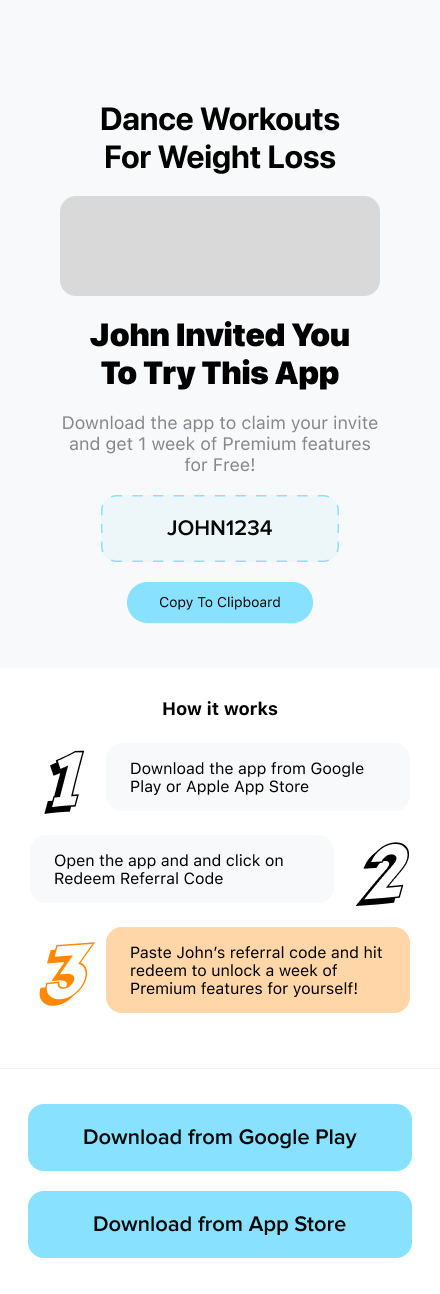 Dance Workouts
For Weight Loss
John Invited You
To Try This App
Download the app to claim your invite
and get 1 week of Premium features
for Free!
JOHN1234
Copy To Clipboard
How it works
1
Download the app from Google
Play or Apple App Store
Open the app and and click on
Redeem Referral Code
2
3
Paste John’s referral code and hit
redeem to unlock a week of
Premium features for yourself!
Download from Google Play
Download from App Store